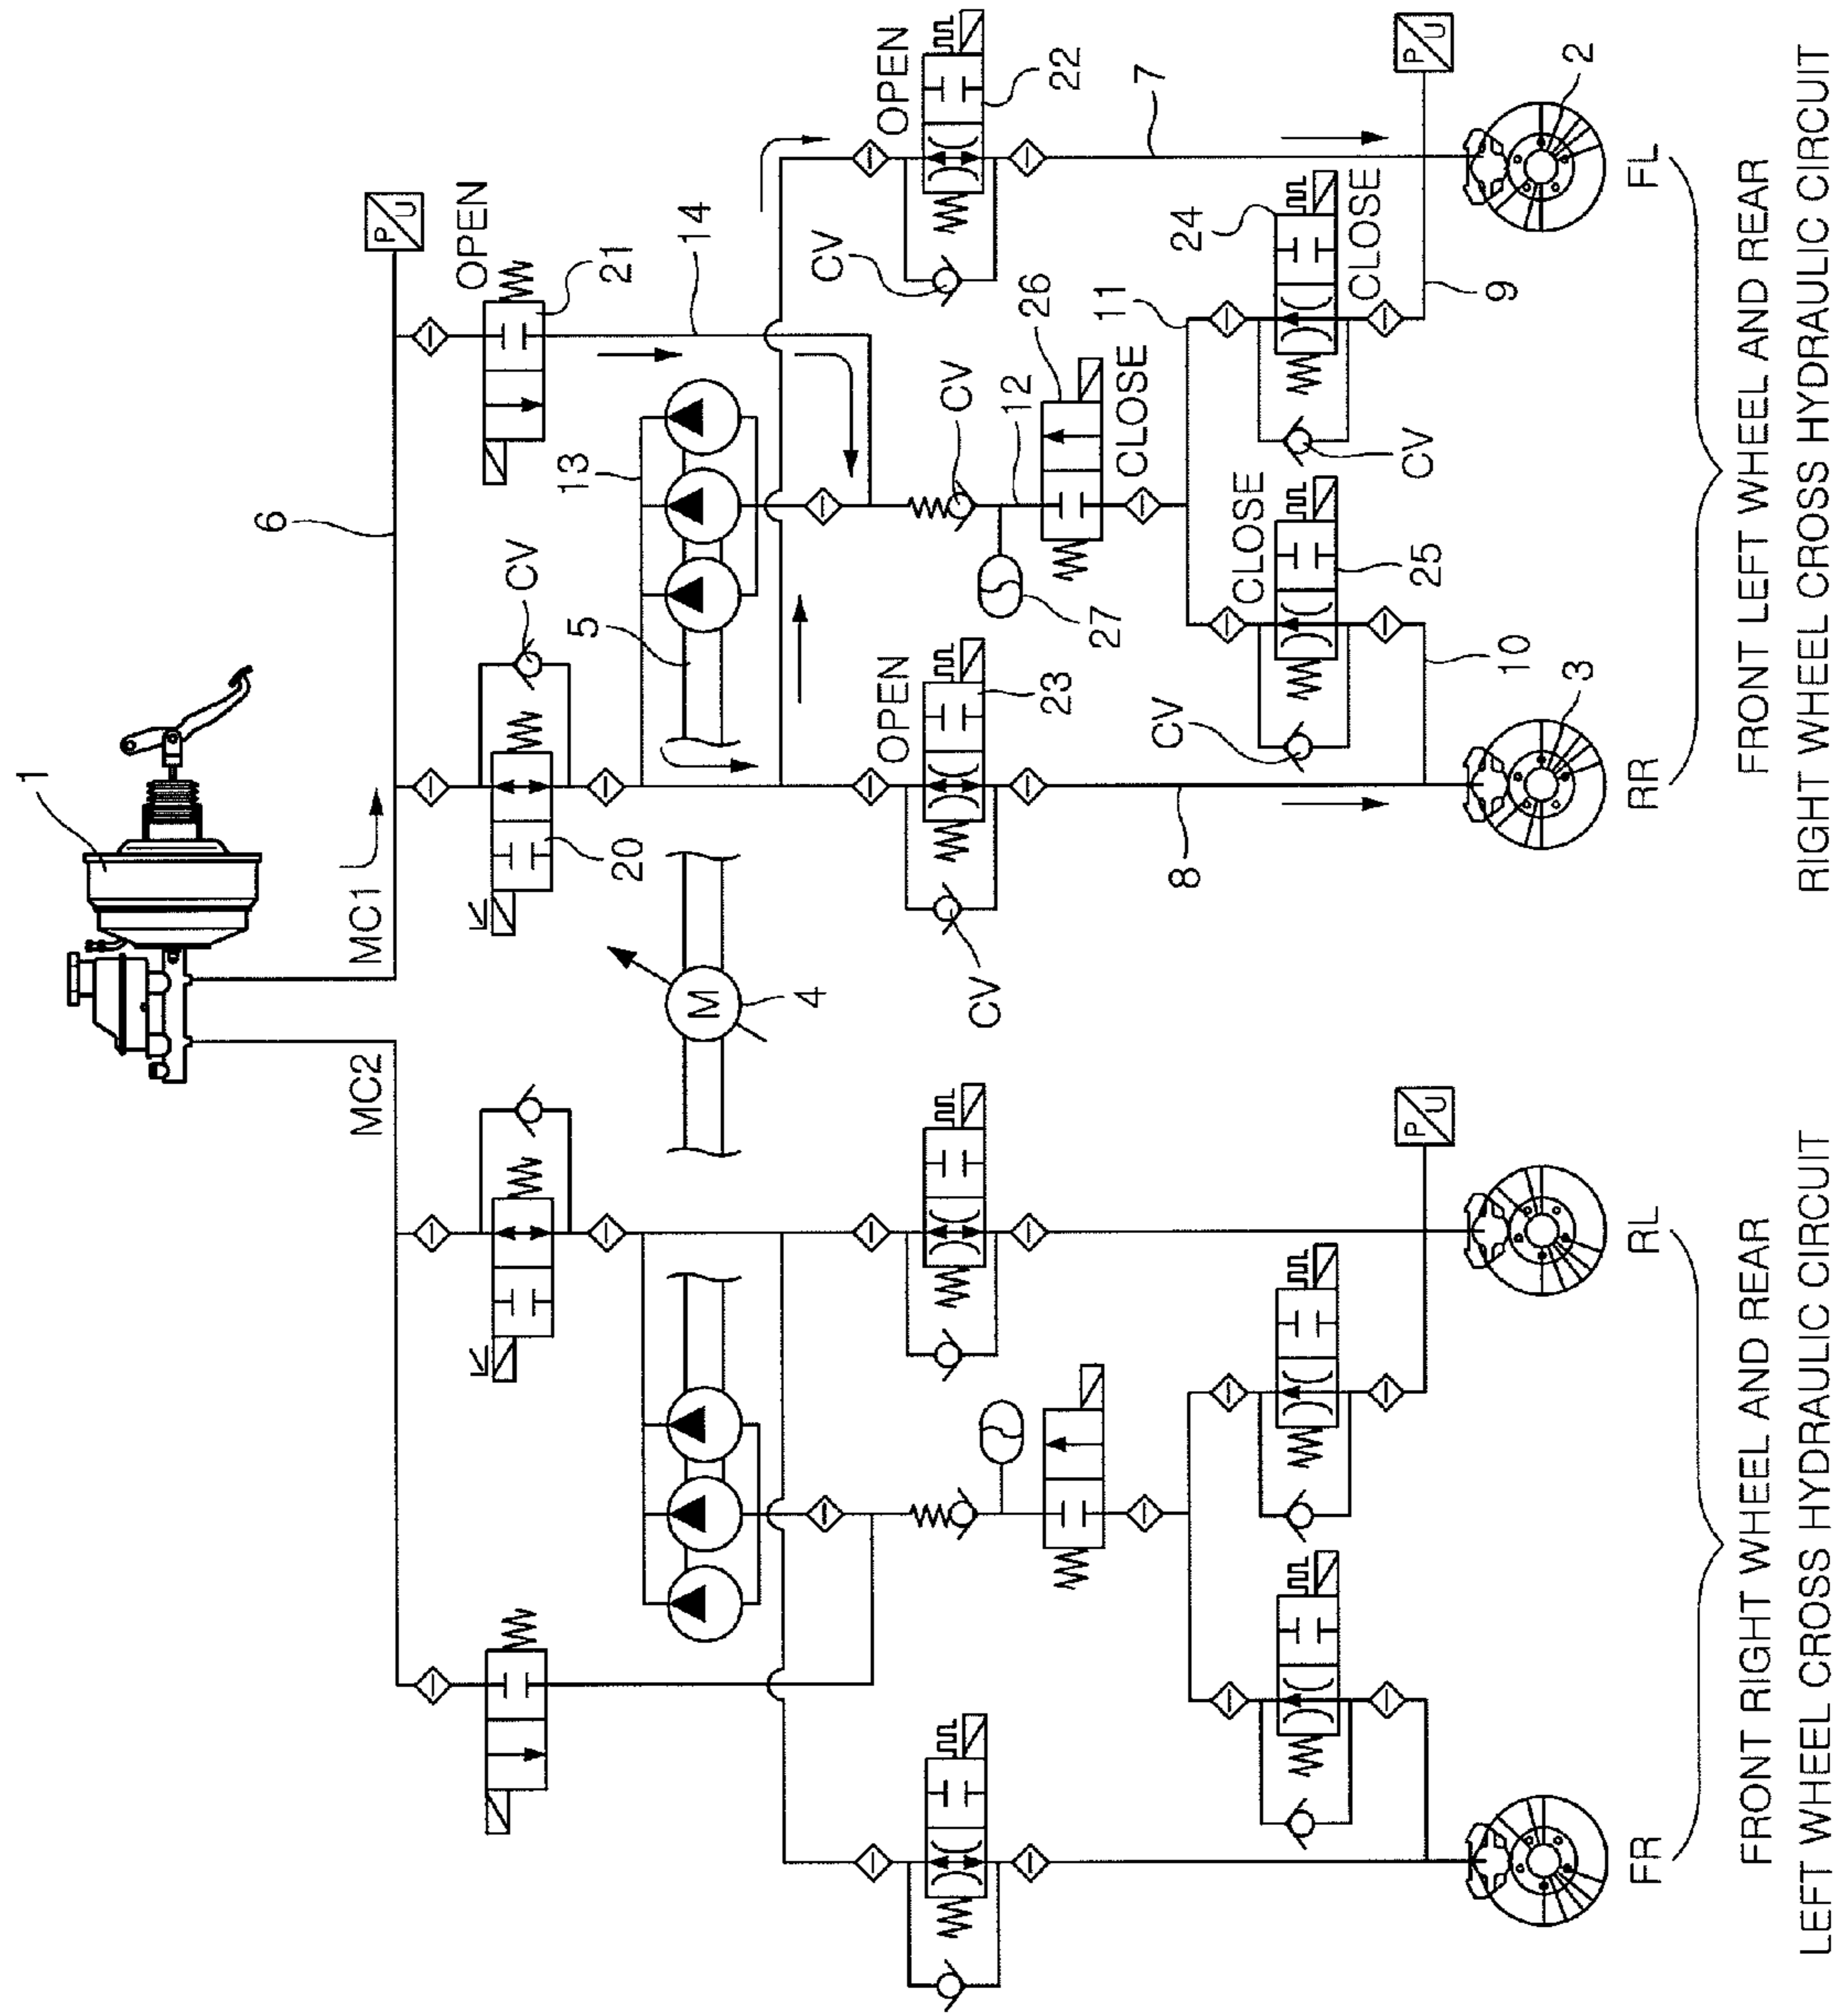 1
MC1
MC2
6
P/U
OPEN
21
14
CV
20
13
5
M
4
OPEN
22
CV
7
CV
12
26
CLOSE
27
OPEN
23
CV
8
11
24
CLOSE
CV
9
CLOSE
25
CV
10
P/U
P/U
2
3
FL
RR
RL
FR
FRONT LEFT WHEEL AND REAR
RIGHT WHEEL CROSS HYDRAULIC CIRCUIT
FRONT RIGHT WHEEL AND REAR
LEFT WHEEL CROSS HYDRAULIC CIRCUIT